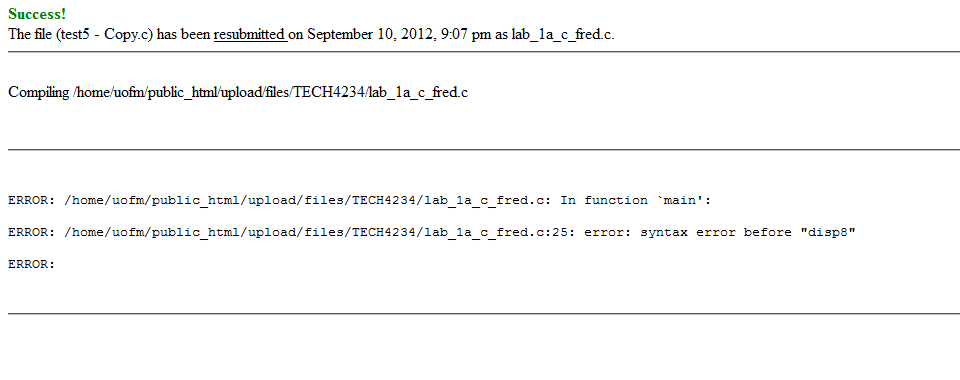 Success!
The file (test5 - Copy.c) has been resubmitted on September 10, 2012, 9:07 pm as lab_1a_c_fred.c.
Compiling /home/uofm/public_html/upload/files/TECH4234/lab_1a_c_fred.c
ERROR: /home/uofm/public_html/upload/files/TECH4234/lab_1a_c_fred.c: In function `main':
ERROR: /home/uofm/public_html/upload/files/TECH4234/lab_1a_c_fred.c:25: error: syntax error before "disp8"
ERROR: